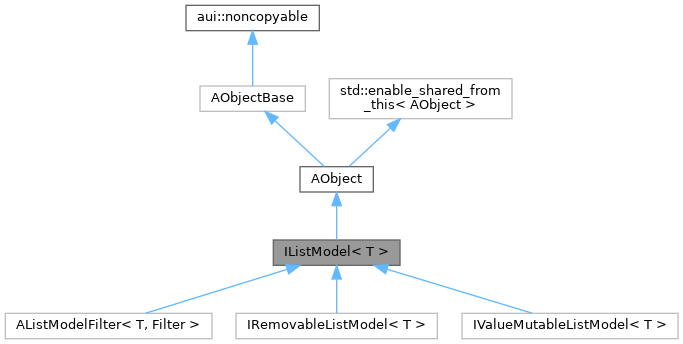 aui::noncopyable
AObjectBase
std::enable_shared_from
_this< AObject >
AObject
IListModel< T >
AListModelFilter< T, Filter >
IRemovableListModel< T >
IValueMutableListModel< T >